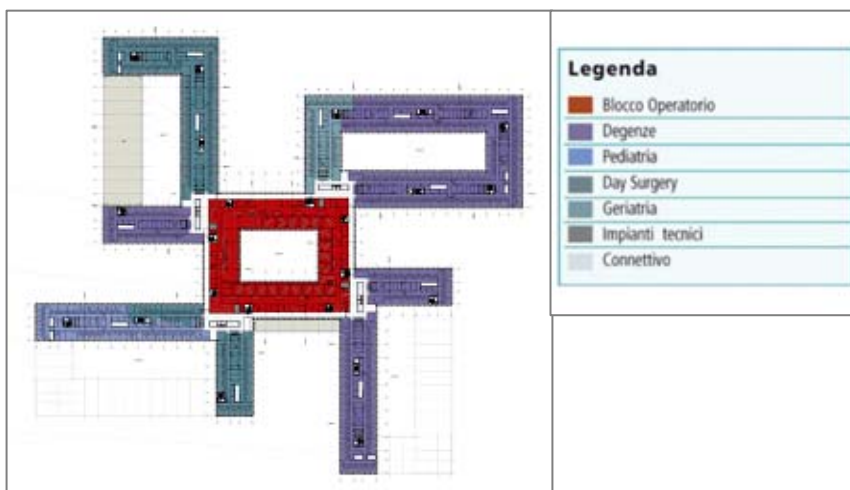 Legenda
Blocco Operatorio
Degenze
Pediatria
Day Surgery
Geriatria
Impianti tecnici
Connettivo